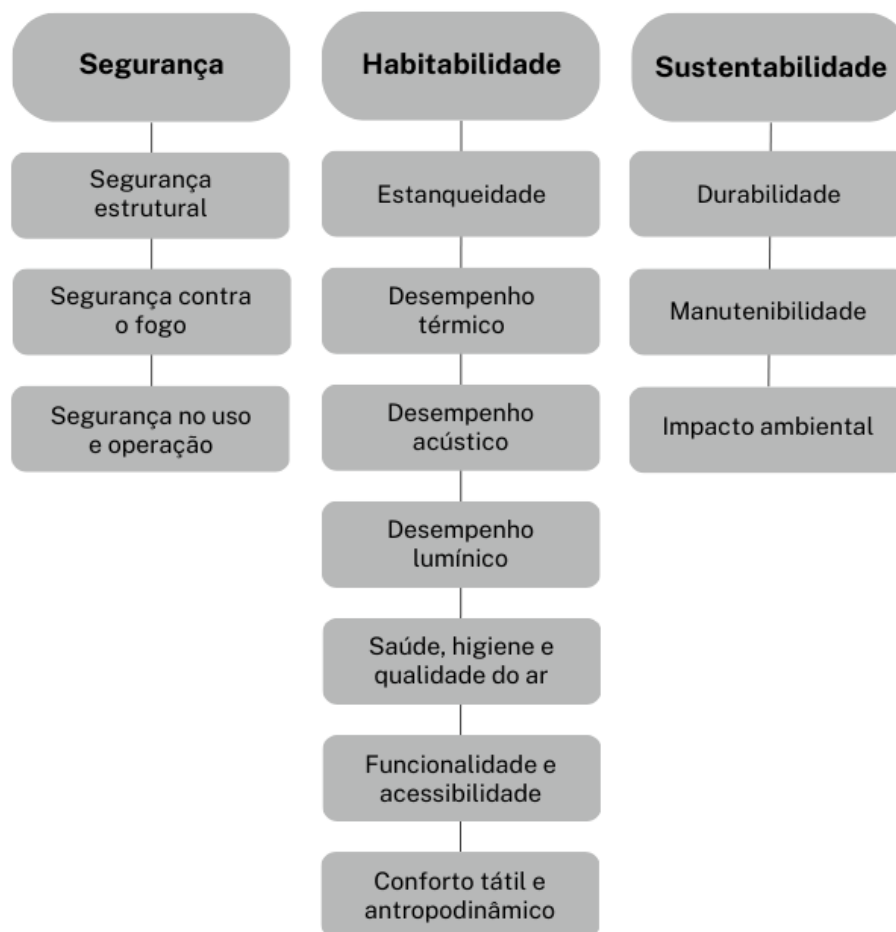 Segurança
Segurança
estrutural
Segurança contra
o fogo
Segurança no uso
e operação
Habitabilidade
Estanqueidade
Desempenho
térmico
Desempenho
acústico
Desempenho
lumínico
Saúde, higiene e
qualidade do ar
Funcionalidade e
acessibilidade
Conforto tátil e
antropodinâmico
Sustentabilidade
Durabilidade
Manutenibilidade
Impacto ambiental